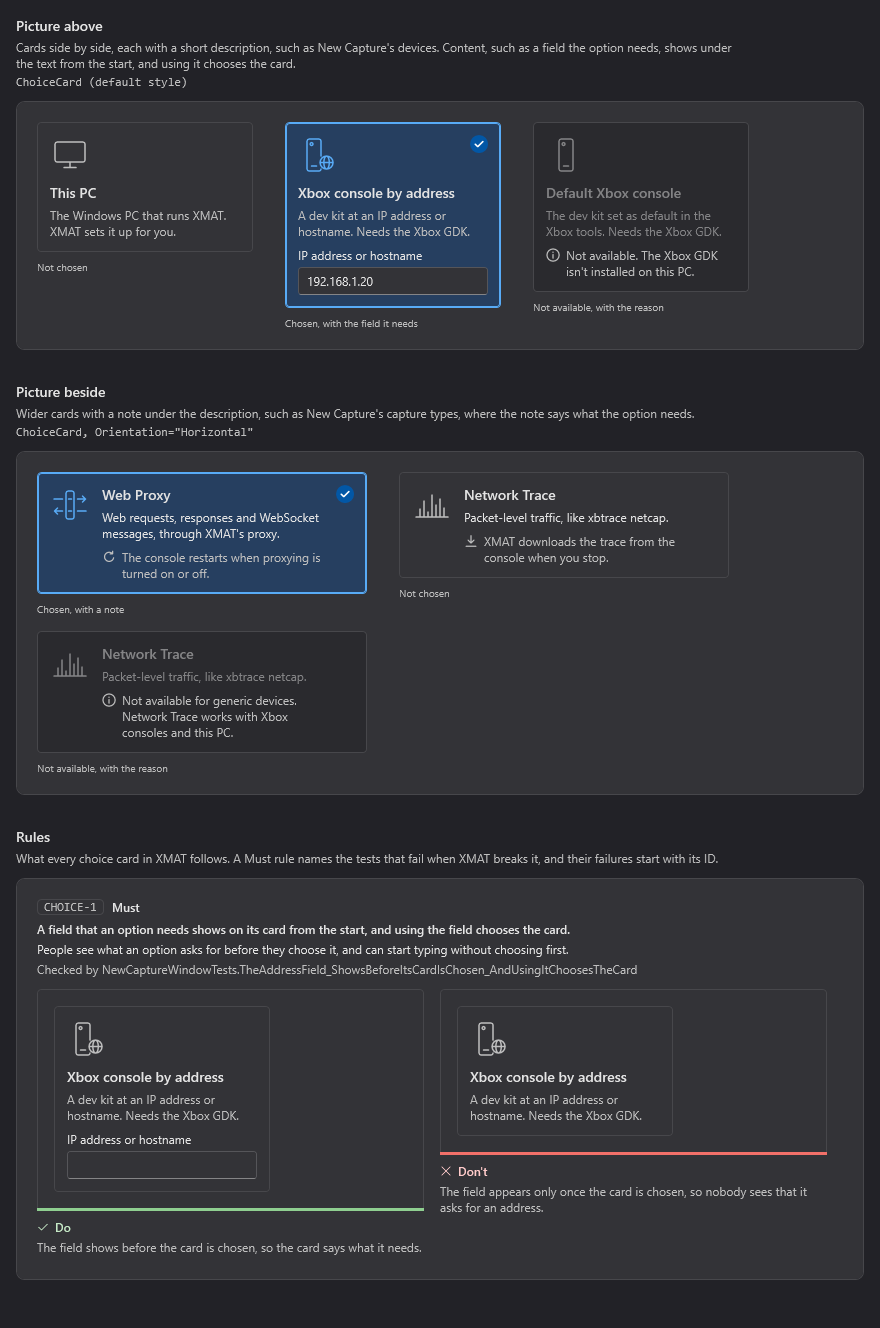 Picture above
Cards side by side, each with a short description, such as New Capture's devices. Content, such as a field the option needs, shows under
the text from the start, and using it chooses the card.
ChoiceCard (default style)
This PC
The Windows PC that runs XMAT.
XMAT sets it up for you.
Not chosen
Xbox console by address
A dev kit at an IP address or
hostname. Needs the Xbox GDK.
IP address or hostname
192.168.1.20
Chosen, with the field it needs
Default Xbox console
The dev kit set as default in the
Xbox tools. Needs the Xbox GDK.
Not available. The Xbox GDK
isn't installed on this PC.
Not available, with the reason
Picture beside
Wider cards with a note under the description, such as New Capture's capture types, where the note says what the option needs.
ChoiceCard, Orientation="Horizontal"
Web Proxy
Web requests, responses and WebSocket
messages, through XMAT's proxy.
The console restarts when proxying is
turned on or off.
Chosen, with a note
Network Trace
Packet-level traffic, like xbtrace netcap.
XMAT downloads the trace from the
console when you stop.
Not chosen
Network Trace
Packet-level traffic, like xbtrace netcap.
Not available for generic devices.
Network Trace works with Xbox
consoles and this PC.
Not available, with the reason
Rules
What every choice card in XMAT follows. A Must rule names the tests that fail when XMAT breaks it, and their failures start with its ID.
CHOICE-1 Must
A field that an option needs shows on its card from the start, and using the field chooses the card.
People see what an option asks for before they choose it, and can start typing without choosing first.
Checked by NewCaptureWindowTests.TheAddressField_ShowsBeforeItsCardIsChosen_AndUsingItChoosesTheCard
Xbox console by address
A dev kit at an IP address or
hostname. Needs the Xbox GDK.
IP address or hostname
Do
The field shows before the card is chosen, so the card says what it needs.
Xbox console by address
A dev kit at an IP address or
hostname. Needs the Xbox GDK.
Don't
The field appears only once the card is chosen, so nobody sees that it
asks for an address.